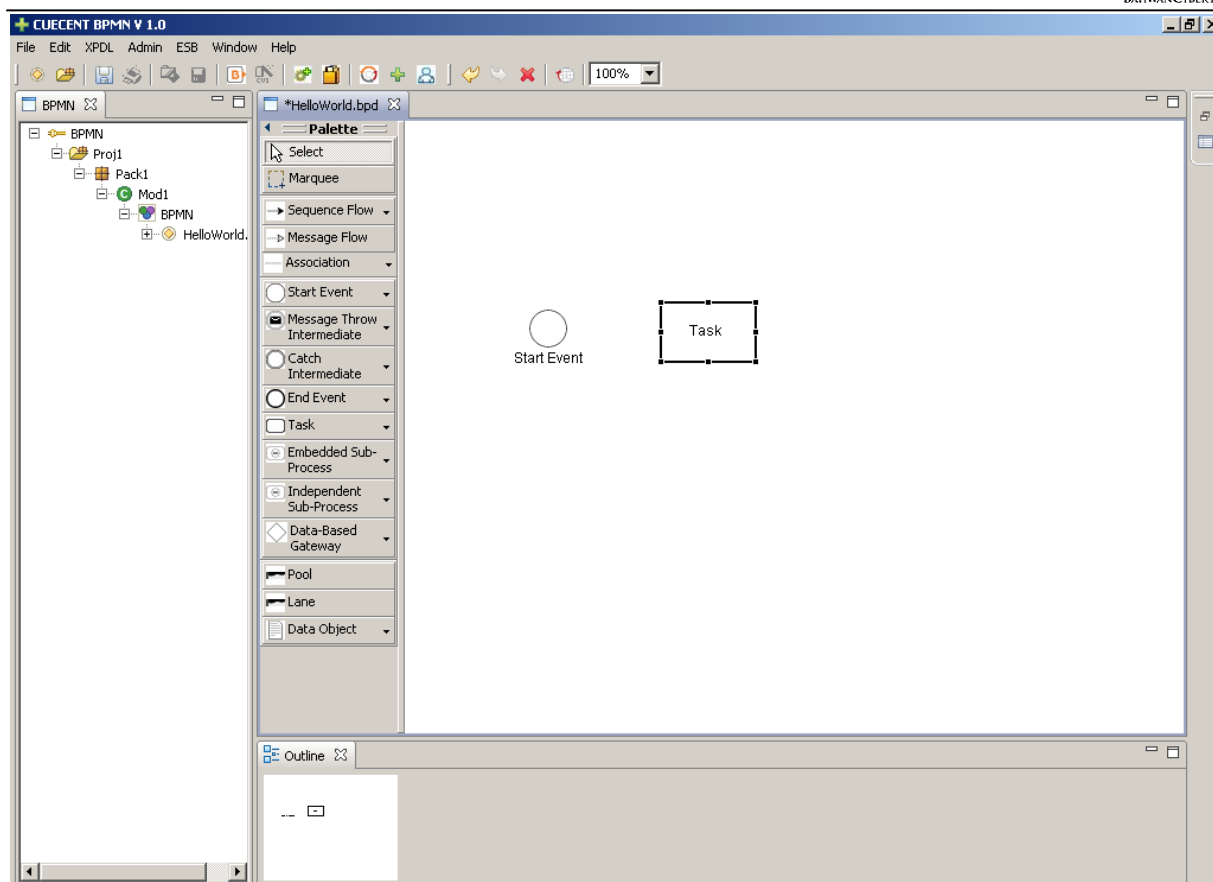 CUECENT BPMN V 1.0
File Edit XPDL Admin ESB Window Help
100%
BPMN
*HelloWorld.bpd
BPMN
Proj1
Pack1
Mod1
BPMN
HelloWorld.
Palette
Select
Marquee
Sequence Flow
Message Flow
Association
Start Event
Message Throw
Intermediate
Catch
Intermediate
End Event
Task
Embedded Sub-
Process
Independent
Sub-Process
Data-Based
Gateway
Pool
Lane
Data Object
Start Event
Task
Outline